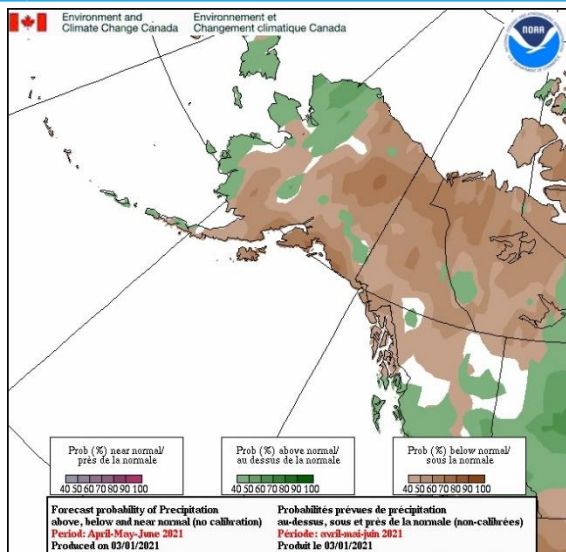 Environment and
Climate Change Canada
Environnement et
Changement climatique Canada
NOAA
Prob (%) near normal/
près de la normale
40 50 60 70 80 90 100
Prob (%) above normal/
au dessus de la normale
40 50 60 70 80 90 100
Prob (%) below normal/
sous la normale
40 50 60 70 80 90 100
Forecast probability of Precipitation
above, below and near normal (no calibration)
Period: April-May-June 2021
Produced on 03/01/2021
Probabilités prévues de précipitation
au-dessus, sous et près de la normale (non-calibrées)
Période: avril-mai-juin 2021
Produit le 03/01/2021